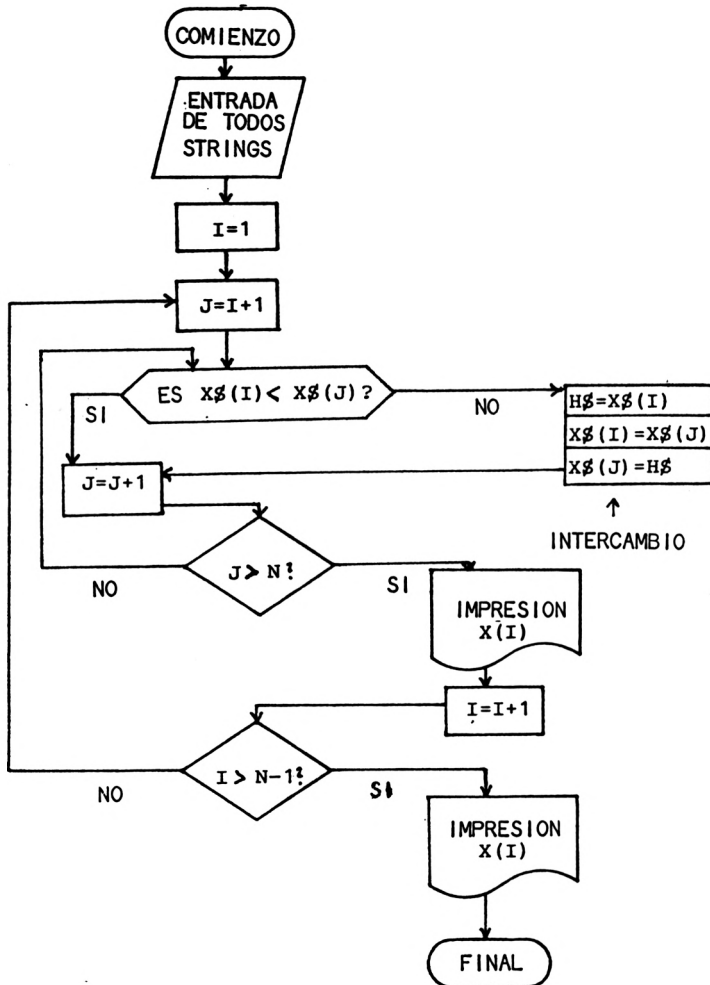 COMIENZO
ENTRADA
DE TODOS
STRINGS
I=1
J=I+1
ES X$(I) < X$(J)?
SI
NO
H$=X$(I)
X$(I)=X$(J)
X$(J)=H$
J=J+1
↑
INTERCAMBIO
J > N?
NO
SI
IMPRESION
X(I)
I=I+1
I > N-1?
NO
SI
IMPRESION
X(I)
FINAL